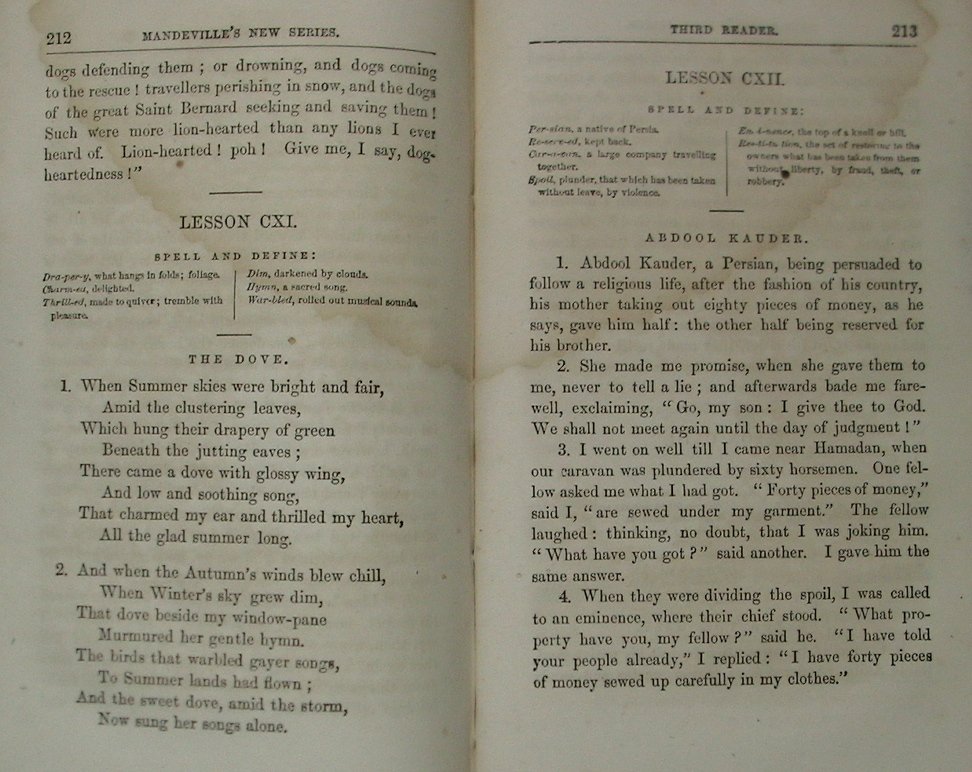 212 MANDEVILLE'S NEW SERIES.
dogs defending them ; or drowning, and dogs coming
to the rescue ! travellers perishing in snow, and the dogs
of the great Saint Bernard seeking and saving them !
Such were more lion-hearted than any lions I ever
heard of. Lion-hearted ! poh ! Give me, I say, dog-
heartedness !”
LESSON CXI.
SPELL AND DEFINE:
Dra-per-y, what hangs in folds; foliage.
Charm-ed, delighted.
Thrill-ed, made to quiver; tremble with
pleasure.
Dim, darkened by clouds.
Hymn, a sacred song.
War-bled, rolled out musical sounds.
THE DOVE.
1. When Summer skies were bright and fair,
Amid the clustering leaves,
Which hung their drapery of green
Beneath the jutting eaves ;
There came a dove with glossy wing,
And low and soothing song,
That charmed my ear and thrilled my heart,
All the glad summer long.
2. And when the Autumn's winds blew chill,
When Winter's sky grew dim,
That dove beside my window-pane
Murmured her gentle hymn.
The birds that warbled gayer songs,
To Summer lands had flown ;
And the sweet dove, amid the storm,
Now sung her songs alone.
THIRD READER. 213
LESSON CXII.
SPELL AND DEFINE:
Per-sian, a native of Persia.
Re-serv-ed, kept back.
Car-a-van, a large company travelling
together.
Spoil, plunder, that which has been taken
without leave, by violence.
Em-i-nence, the top of a knoll or hill.
Res-ti-tu-tion, the act of restoring to the
owners what has been taken from them
without liberty, by fraud, theft, or
robbery.
ABDOOL KAUDER.
1. Abdool Kauder, a Persian, being persuaded to
follow a religious life, after the fashion of his country,
his mother taking out eighty pieces of money, as he
says, gave him half: the other half being reserved for
his brother.
2. She made me promise, when she gave them to
me, never to tell a lie ; and afterwards bade me fare-
well, exclaiming, “Go, my son : I give thee to God.
We shall not meet again until the day of judgment !”
3. I went on well till I came near Hamadan, when
our caravan was plundered by sixty horsemen. One fel-
low asked me what I had got. “Forty pieces of money,”
said I, “are sewed under my garment.” The fellow
laughed : thinking, no doubt, that I was joking him.
“What have you got ?” said another. I gave him the
same answer.
4. When they were dividing the spoil, I was called
to an eminence, where their chief stood. “What pro-
perty have you, my fellow ?” said he. “I have told
your people already,” I replied : “I have forty pieces
of money sewed up carefully in my clothes.”